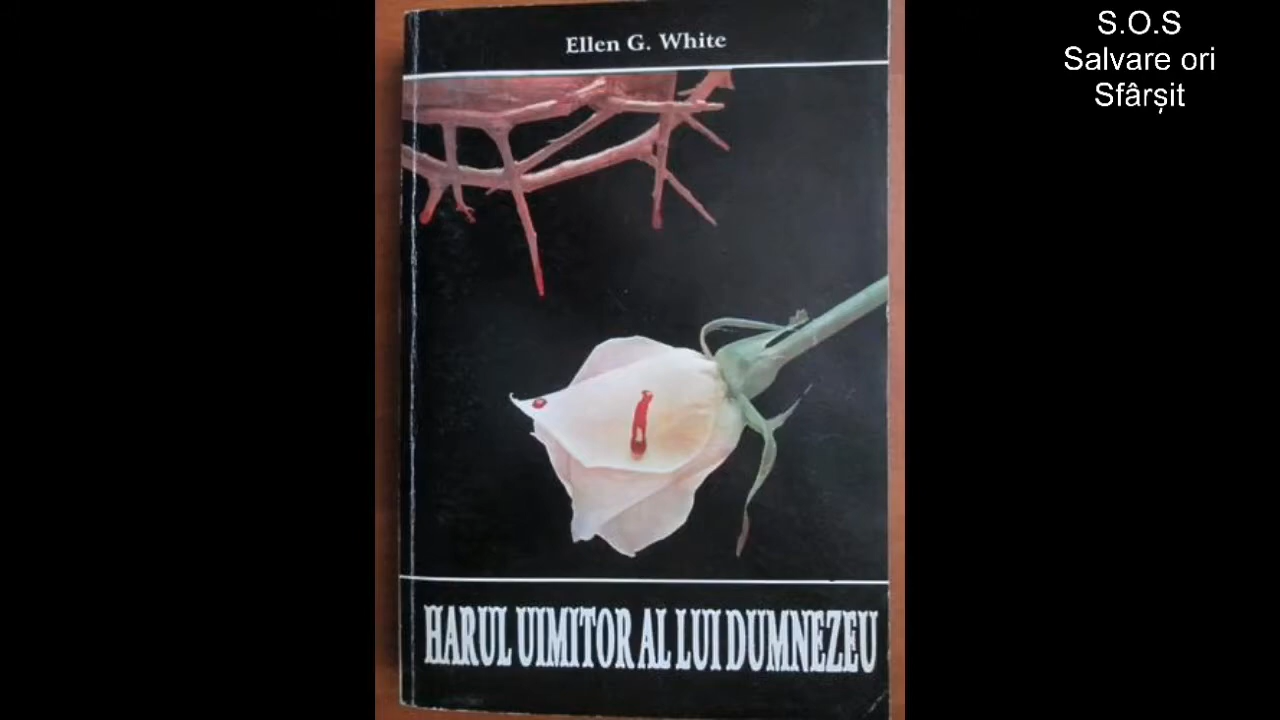 Ellen G. White
HARUL UIMITOR AL LUI DUMNEZEU
S.O.S
Salvare ori
Sfârșit